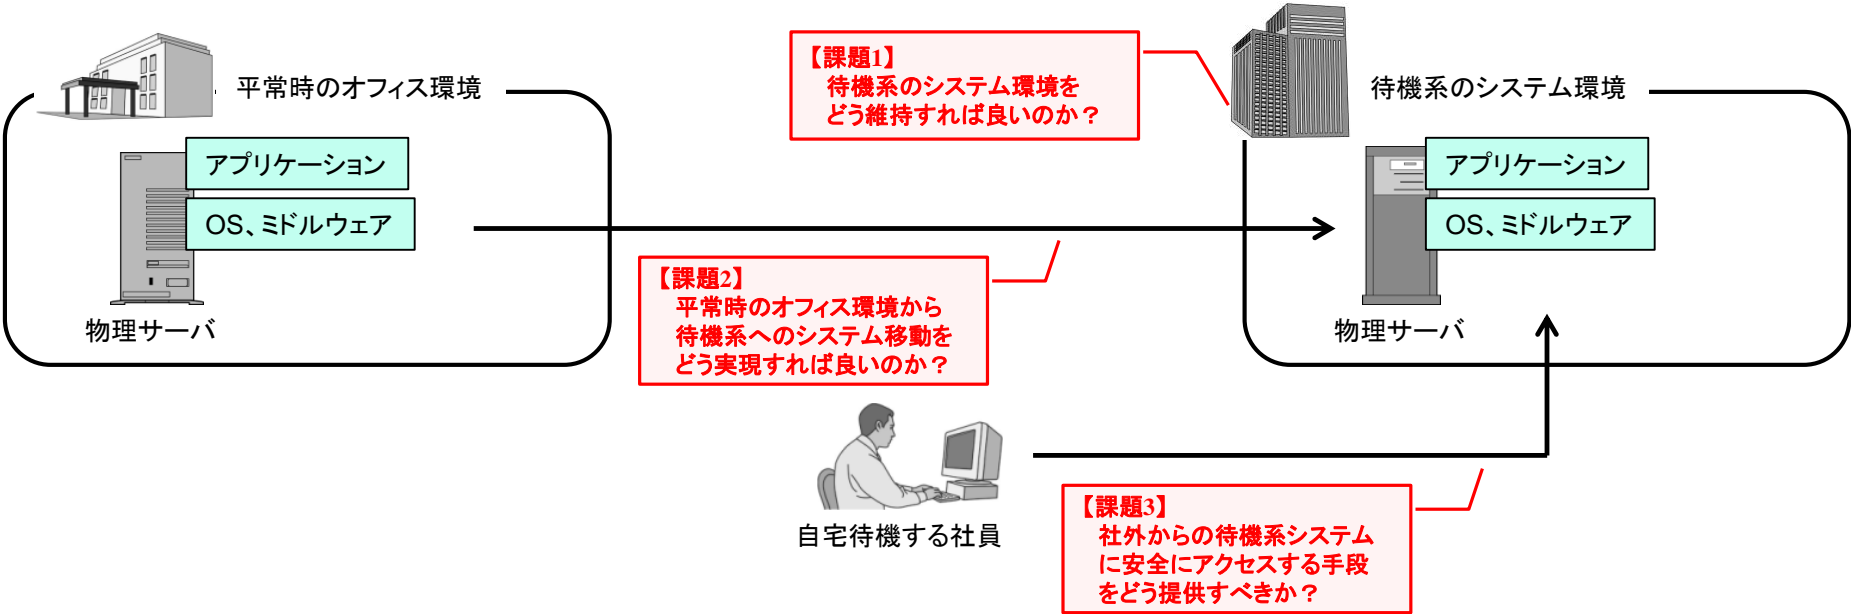 平常時のオフィス環境
アプリケーション
OS、ミドルウェア
物理サーバ
【課題1】
待機系のシステム環境を
どう維持すれば良いのか？
待機系のシステム環境
アプリケーション
OS、ミドルウェア
物理サーバ
【課題2】
平常時のオフィス環境から
待機系へのシステム移動を
どう実現すれば良いのか？
自宅待機する社員
【課題3】
社外からの待機系システム
に安全にアクセスする手段
をどう提供すべきか？